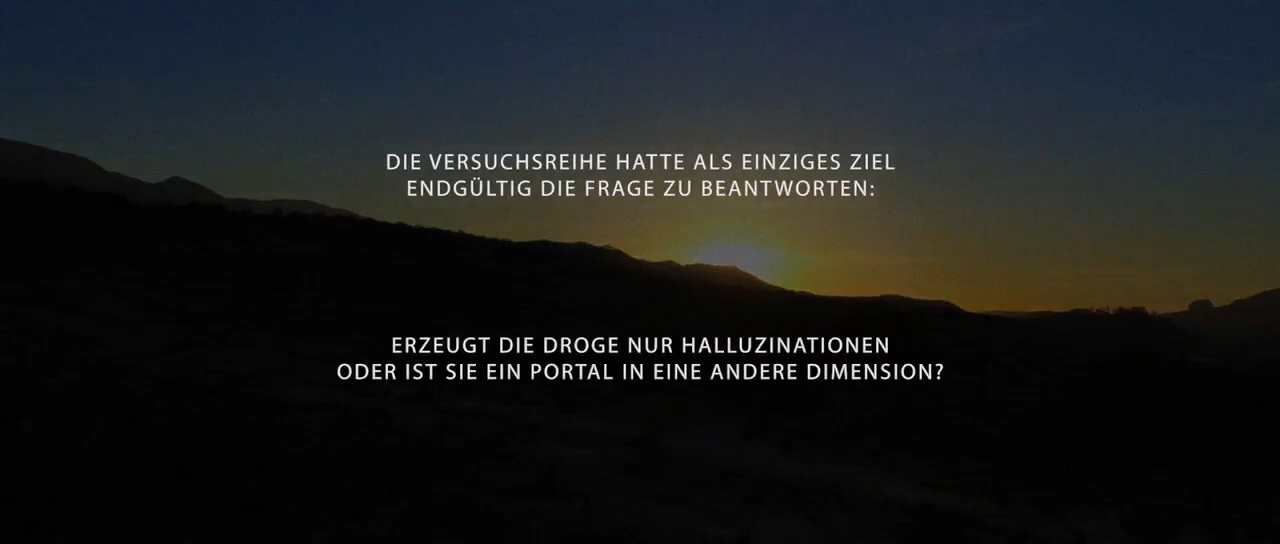 DIE VERSUCHSREIHE HATTE ALS EINZIGES ZIEL
ENDGÜLTIG DIE FRAGE ZU BEANTWORTEN:
ERZEUGT DIE DROGE NUR HALLUZINATIONEN
ODER IST SIE EIN PORTAL IN EINE ANDERE DIMENSION?